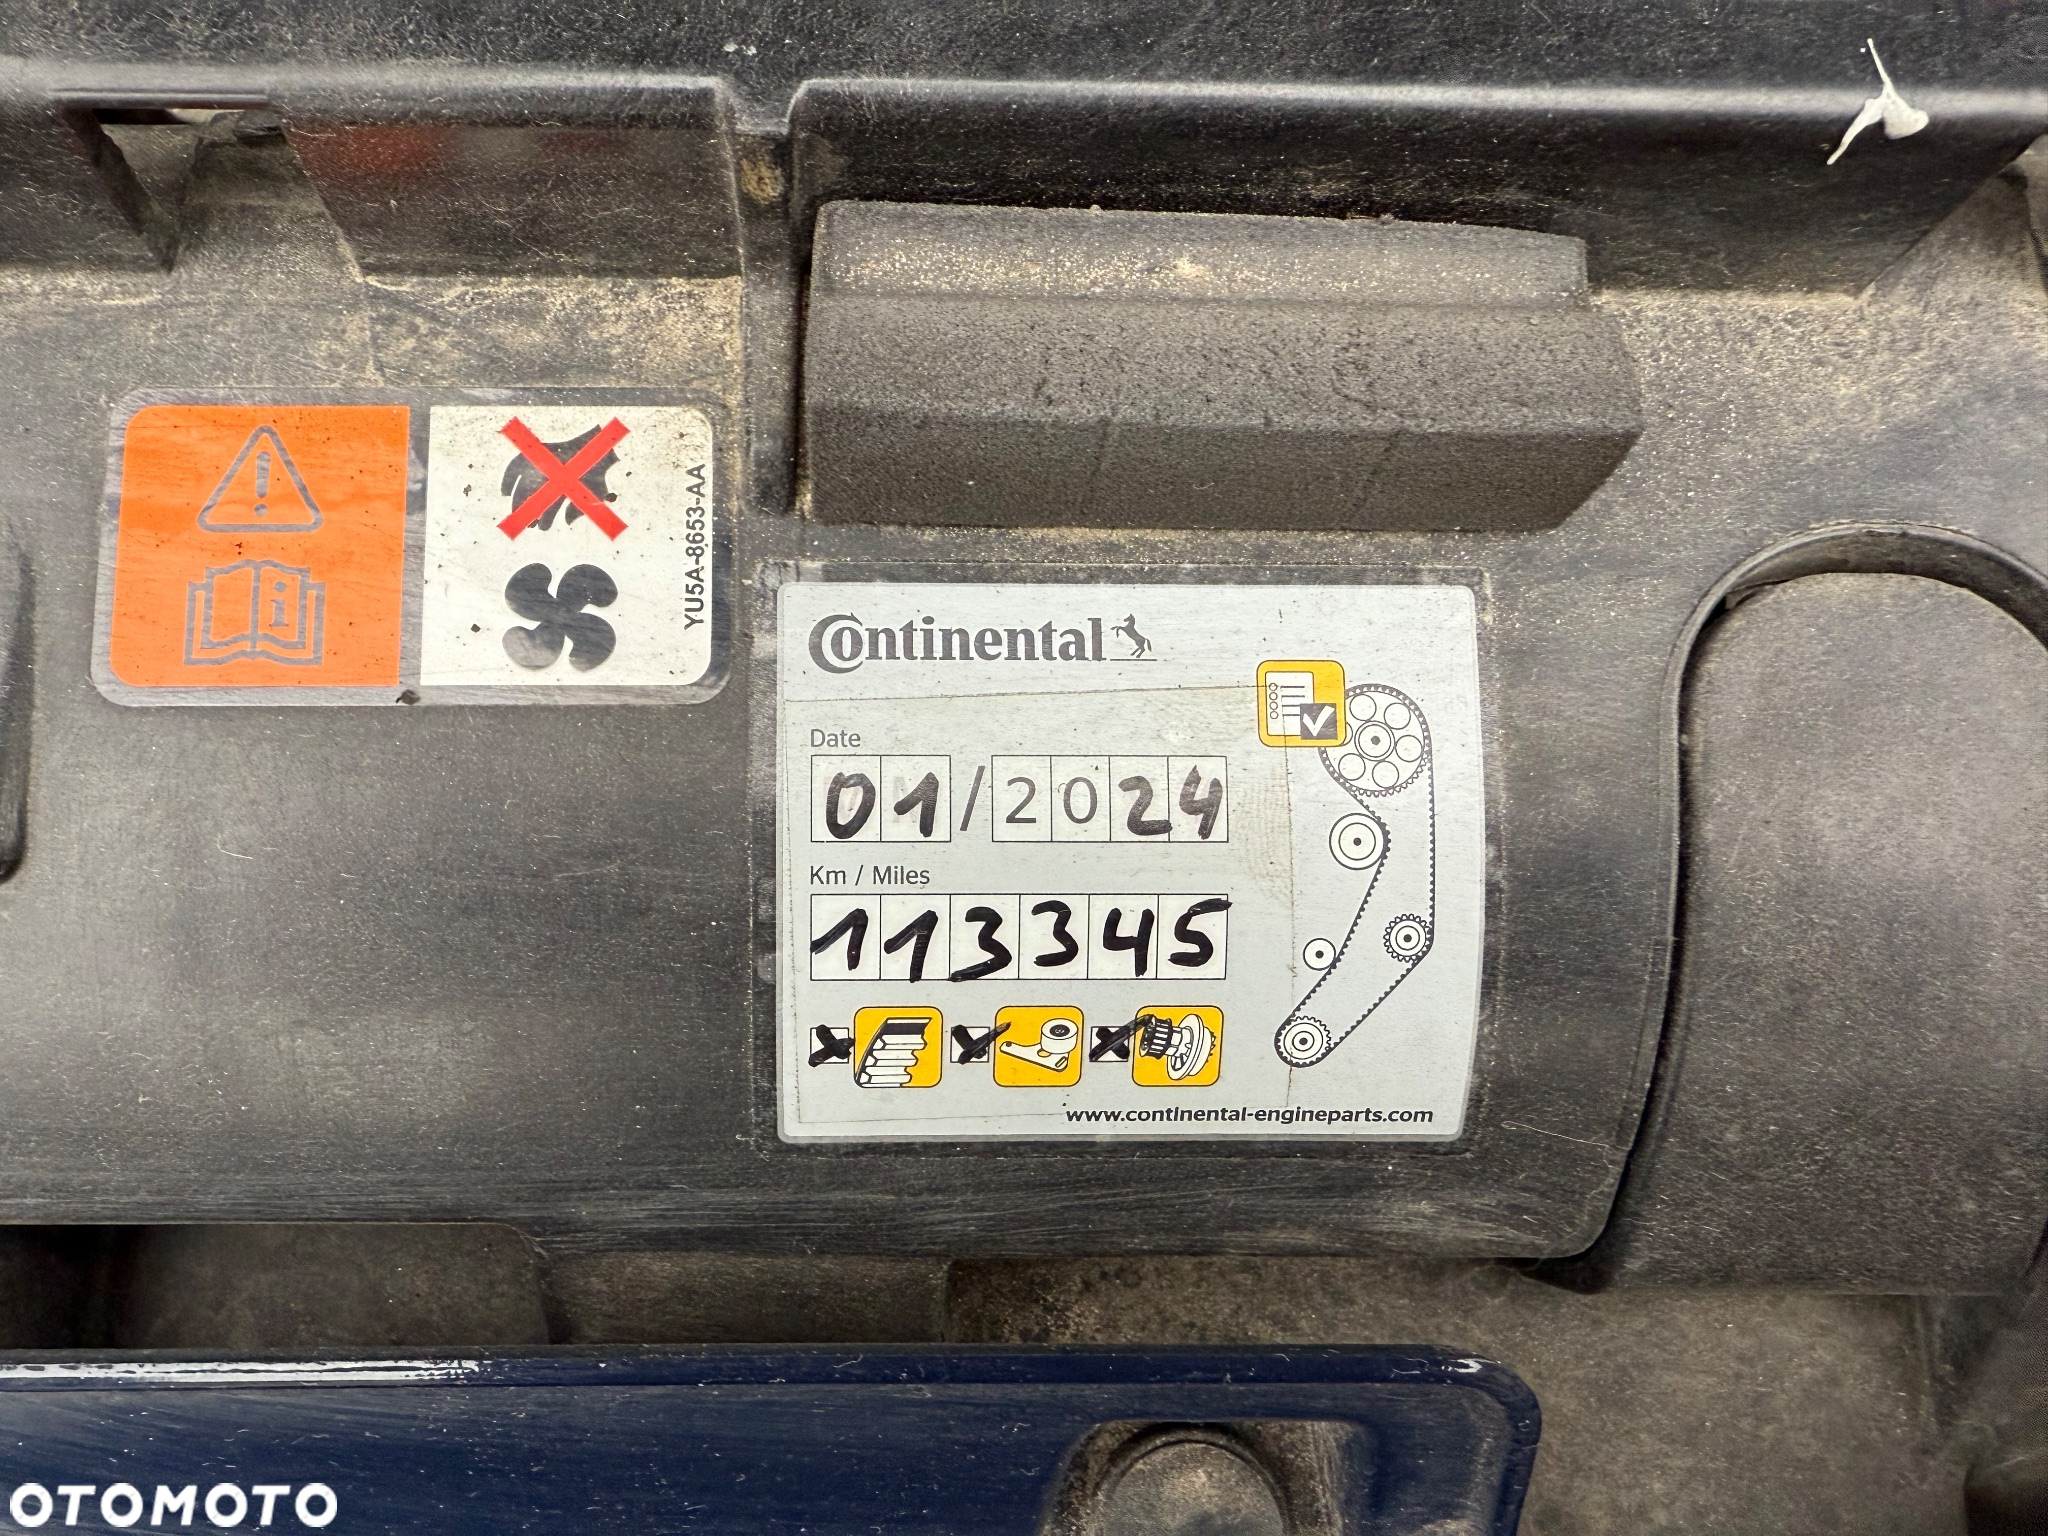 YU5A-8653-AA
Continental
Date
01/2024
Km / Miles
113345
www.continental-engineparts.com
OTOMOTO